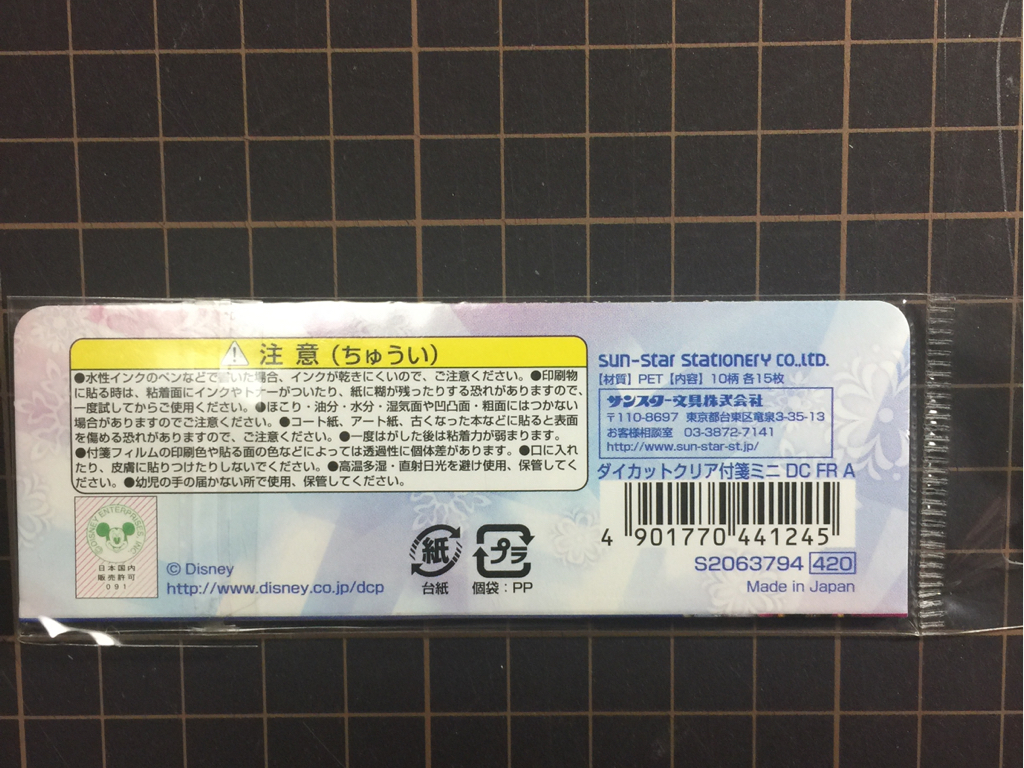 注意(ちゅうい)
●水性インクのペンなどで書いた場合、インクが乾きにくいので、ご注意ください。●印刷物
に貼る時は、粘着面にインクやトナーがついたり、紙に糊が残ったりする恐れがありますので、
一度試してからご使用ください。●ほこり・油分・水分・湿気面や凹凸面・粗面にはつかない
場合がありますのでご注意ください。●コート紙、アート紙、古くなった本などに貼ると表面
を傷める恐れがありますので、ご注意ください。●一度はがした後は粘着力が弱まります。
●付箋フィルムの印刷色や貼る面の色などによっては透過性に個体差があります。●口に入れ
たり、皮膚に貼りつけたりしないでください。●高温多湿・直射日光を避け使用、保管してく
ださい。●幼児の手の届かない所で使用、保管してください。
DISNEY ENTERPRISES, INC.
日本国内
販売許可
091
© Disney
http://www.disney.co.jp/dcp
紙
台紙
プラ
個袋:PP
SUN-STAR STATIONERY CO.,LTD.
【材質】PET【内容】10柄 各15枚
サンスター文具株式会社
〒110-8697 東京都台東区竜泉3-35-13
お客様相談室 03-3872-7141
http://www.sun-star-st.jp/
ダイカットクリア付箋ミニ DC FR A
4 901770 441245
S2063794 420
Made in Japan